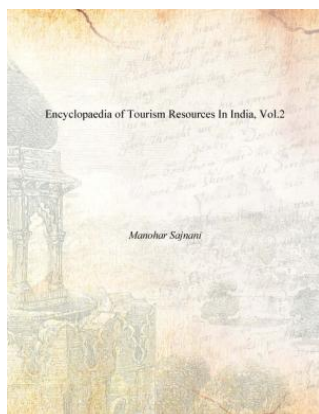 Encyclopaedia of Tourism Resources In India, Vol.2
Manohar Sajnani